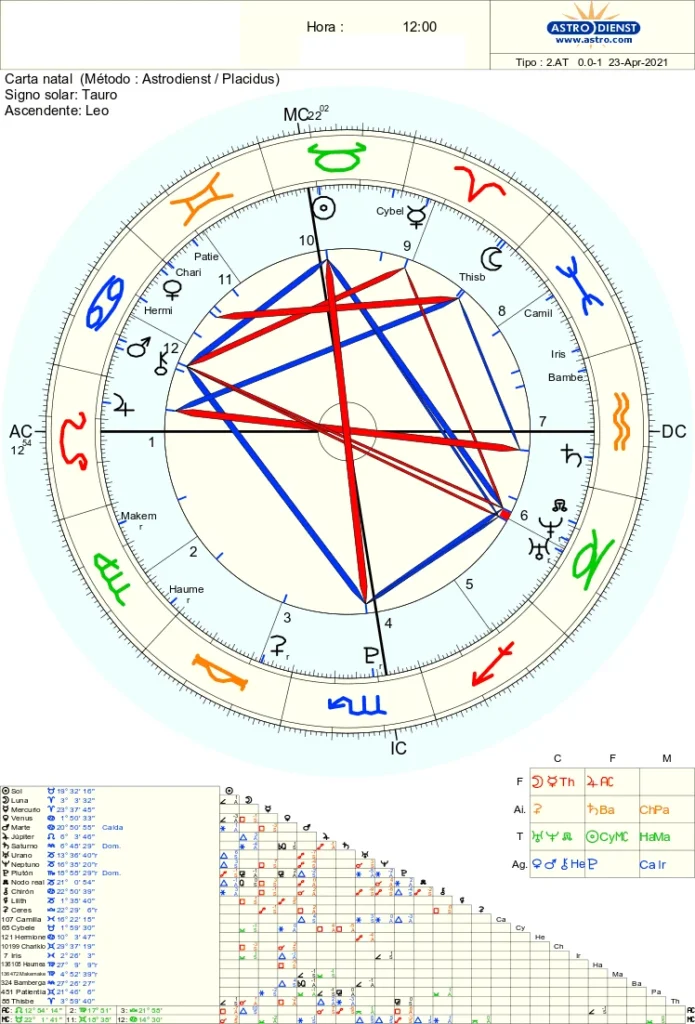 Hora : 12:00
ASTRO DIENST
www.astro.com
Tipo : 2.AT 0.0-1 23-Apr-2021
Carta natal (Método : Astrodienst / Placidus)
Signo solar: Tauro
Ascendente: Leo
MC 22 02
Cybel
10
9
Patie
11
Chari
Thisb
Hermi
8
Camil
12
Iris
Bambe
AC
12 54
1
7
DC
Makem
r
6
2
r
5
Haume
r
3
4
r
r
IC
C F M
F Th AC
Ai. Ba ChPa
T CyMC HaMa
Ag. He Ca Ir
Sol 19° 32' 16"
Luna 3° 3' 32"
Mercurio 23° 37' 45"
Venus 1° 50' 33"
Marte 20° 50' 55" Caída
Júpiter 6° 3' 46"
Saturno 6° 45' 29" Dom.
Urano 13° 36' 40"r
Neptuno 16° 35' 20"r
Plutón 15° 55' 29"r Dom.
Nodo real 21° 0' 54"
Chirón 22° 50' 39"
Lilith 1° 35' 40"
Ceres 22° 29' 6"r
107 Camilla 16° 22' 15"
65 Cybele 1° 59' 30"
121 Hermione 10° 3' 47"
10199 Chariklo 29° 37' 19"
7 Iris 2° 26' 3"
136108 Haumea 27° 9' 9"r
136472 Makemake 4° 52' 39"r
324 Bamberga 27° 26' 27"
451 Patientia 21° 46' 6"
88 Thisbe 3° 59' 40"
AC: 12° 54' 14" 2: 17° 51' 3: 21° 58'
MC: 22° 1' 41" 11: 18° 36' 12: 14° 30'
Ca
Cy
He
Ch
Ir
Ha
Ma
Ba
Pa
Th
AC
MC